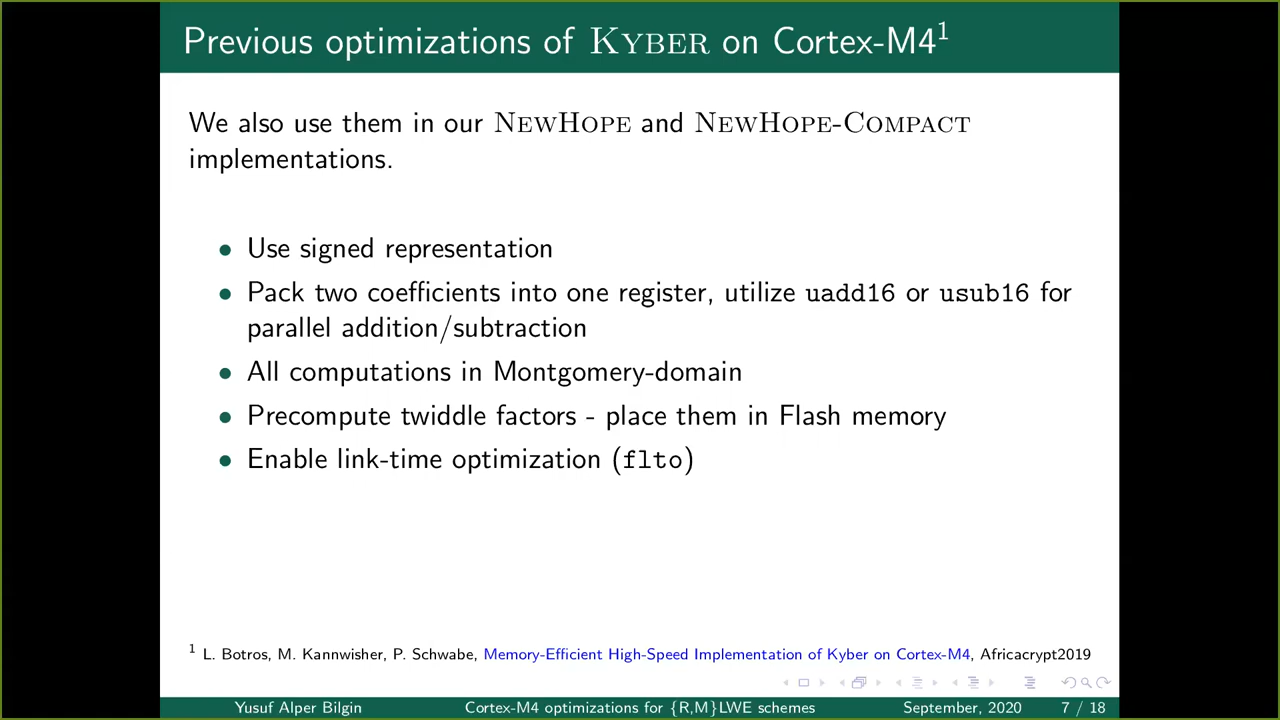 Previous optimizations of Kyber on Cortex-M4¹
We also use them in our NewHope and NewHope-Compact
implementations.
• Use signed representation
• Pack two coefficients into one register, utilize uadd16 or usub16 for
parallel addition/subtraction
• All computations in Montgomery-domain
• Precompute twiddle factors - place them in Flash memory
• Enable link-time optimization (flto)
¹ L. Botros, M. Kannwisher, P. Schwabe, Memory-Efficient High-Speed Implementation of Kyber on Cortex-M4, Africacrypt2019
Yusuf Alper Bilgin Cortex-M4 optimizations for {R,M}LWE schemes September, 2020 7 / 18